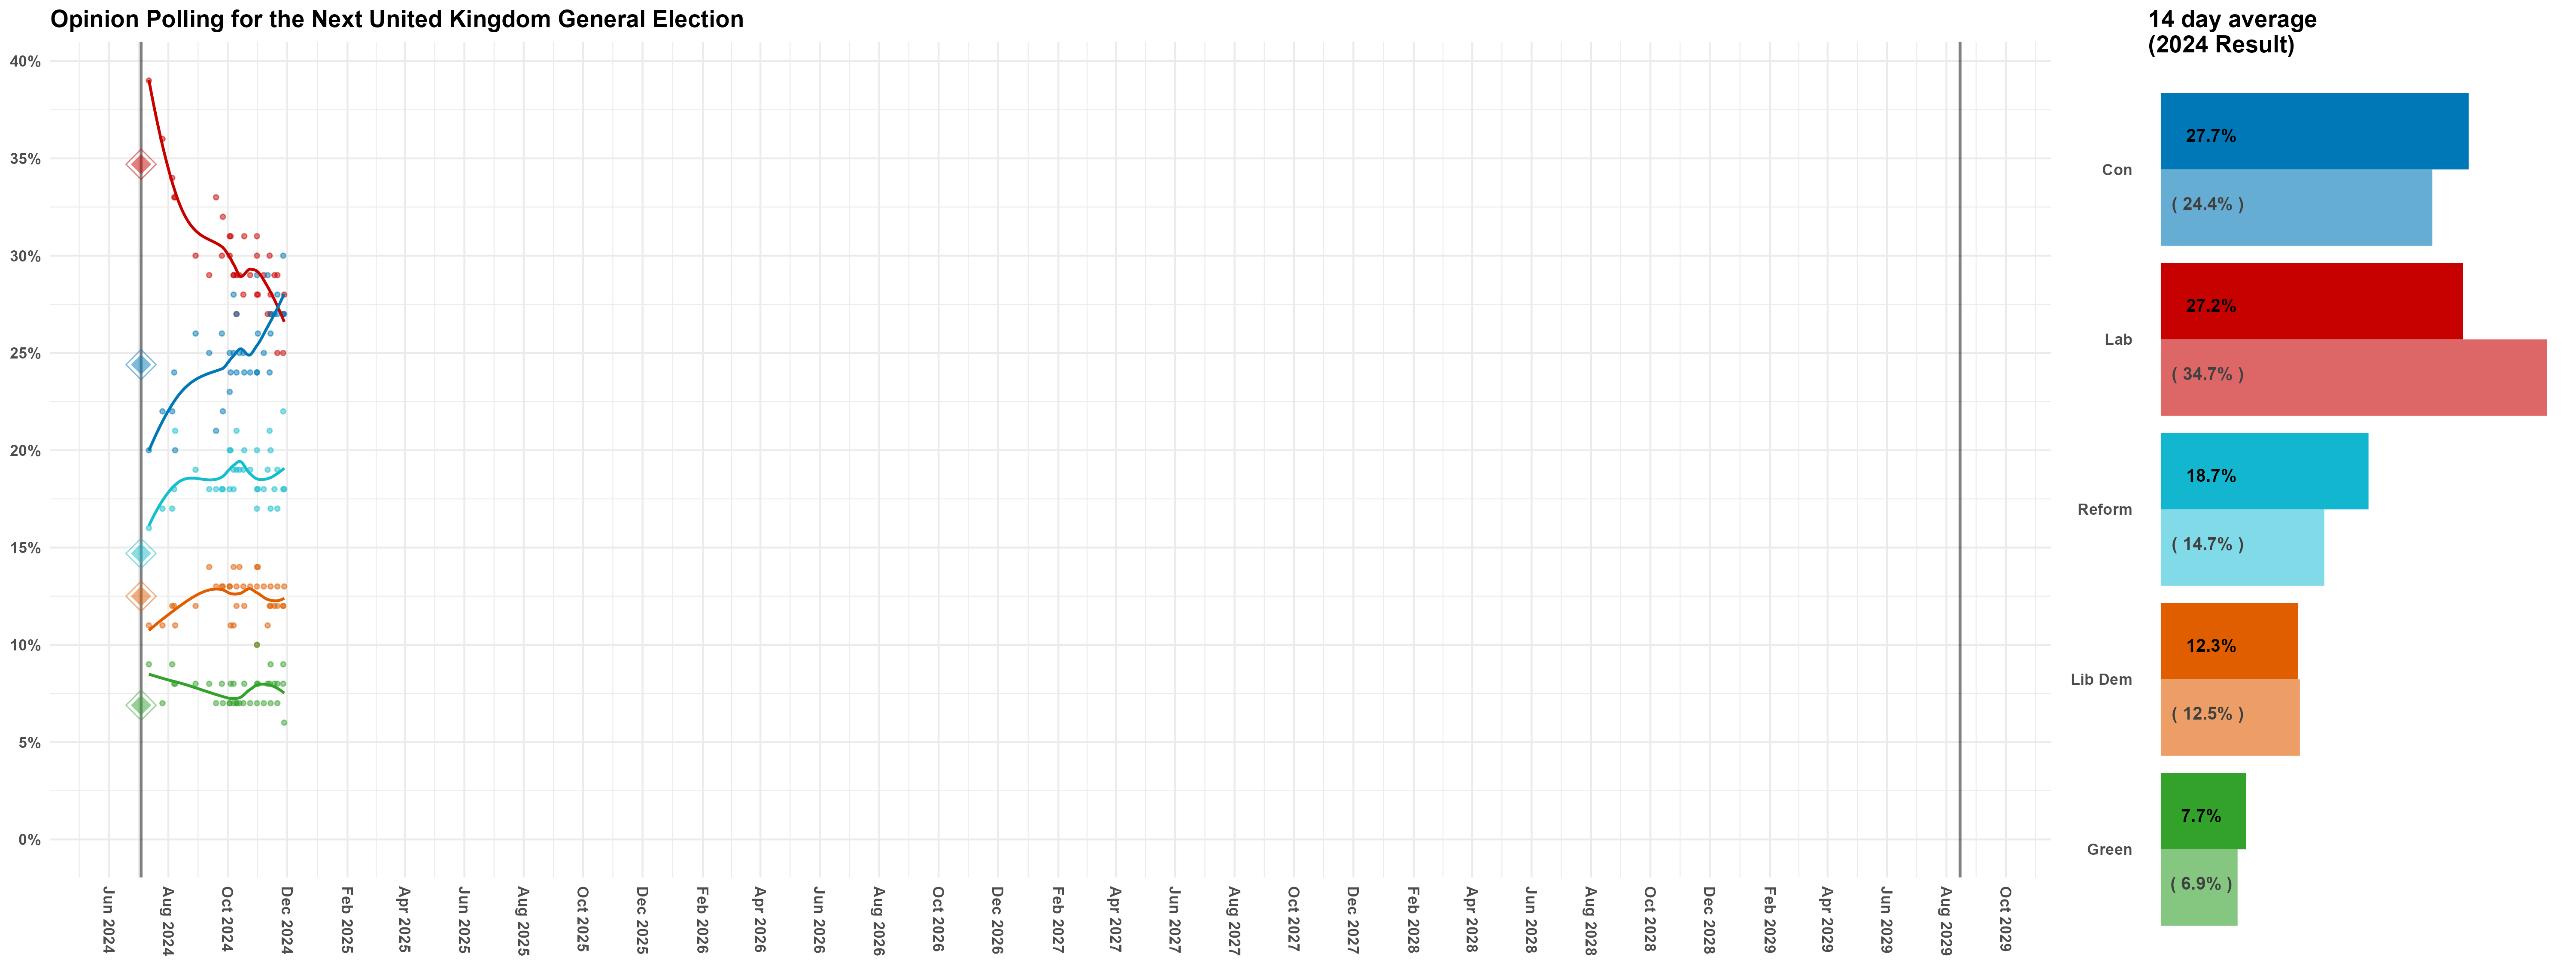 Opinion Polling for the Next United Kingdom General Election
40%
35%
30%
25%
20%
15%
10%
5%
0%
Jun 2024
Aug 2024
Oct 2024
Dec 2024
Feb 2025
Apr 2025
Jun 2025
Aug 2025
Oct 2025
Dec 2025
Feb 2026
Apr 2026
Jun 2026
Aug 2026
Oct 2026
Dec 2026
Feb 2027
Apr 2027
Jun 2027
Aug 2027
Oct 2027
Dec 2027
Feb 2028
Apr 2028
Jun 2028
Aug 2028
Oct 2028
Dec 2028
Feb 2029
Apr 2029
Jun 2029
Aug 2029
Oct 2029
14 day average
(2024 Result)
Con
27.7%
( 24.4% )
Lab
27.2%
( 34.7% )
Reform
18.7%
( 14.7% )
Lib Dem
12.3%
( 12.5% )
Green
7.7%
( 6.9% )